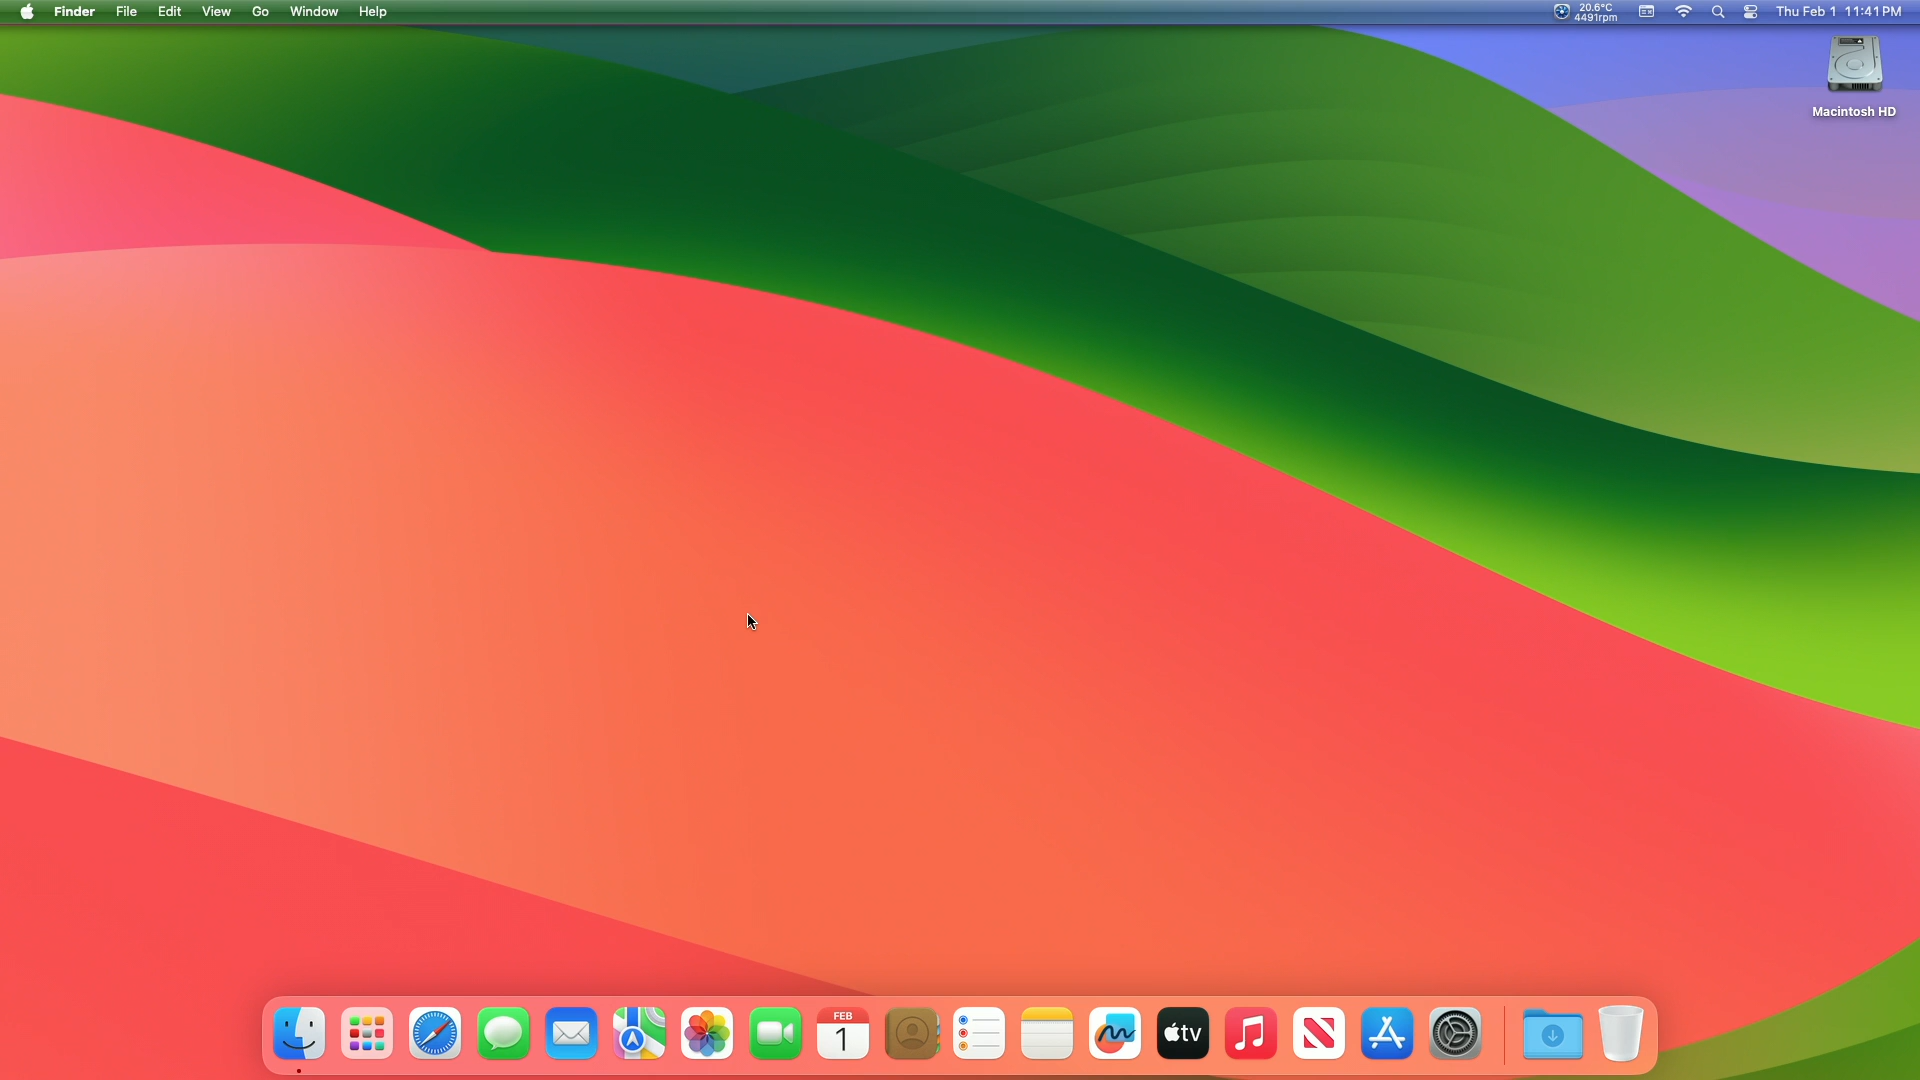 Finder File Edit View Go Window Help
20.6°C
4491rpm
Thu Feb 1 11:41 PM
Macintosh HD
FEB
1
tv